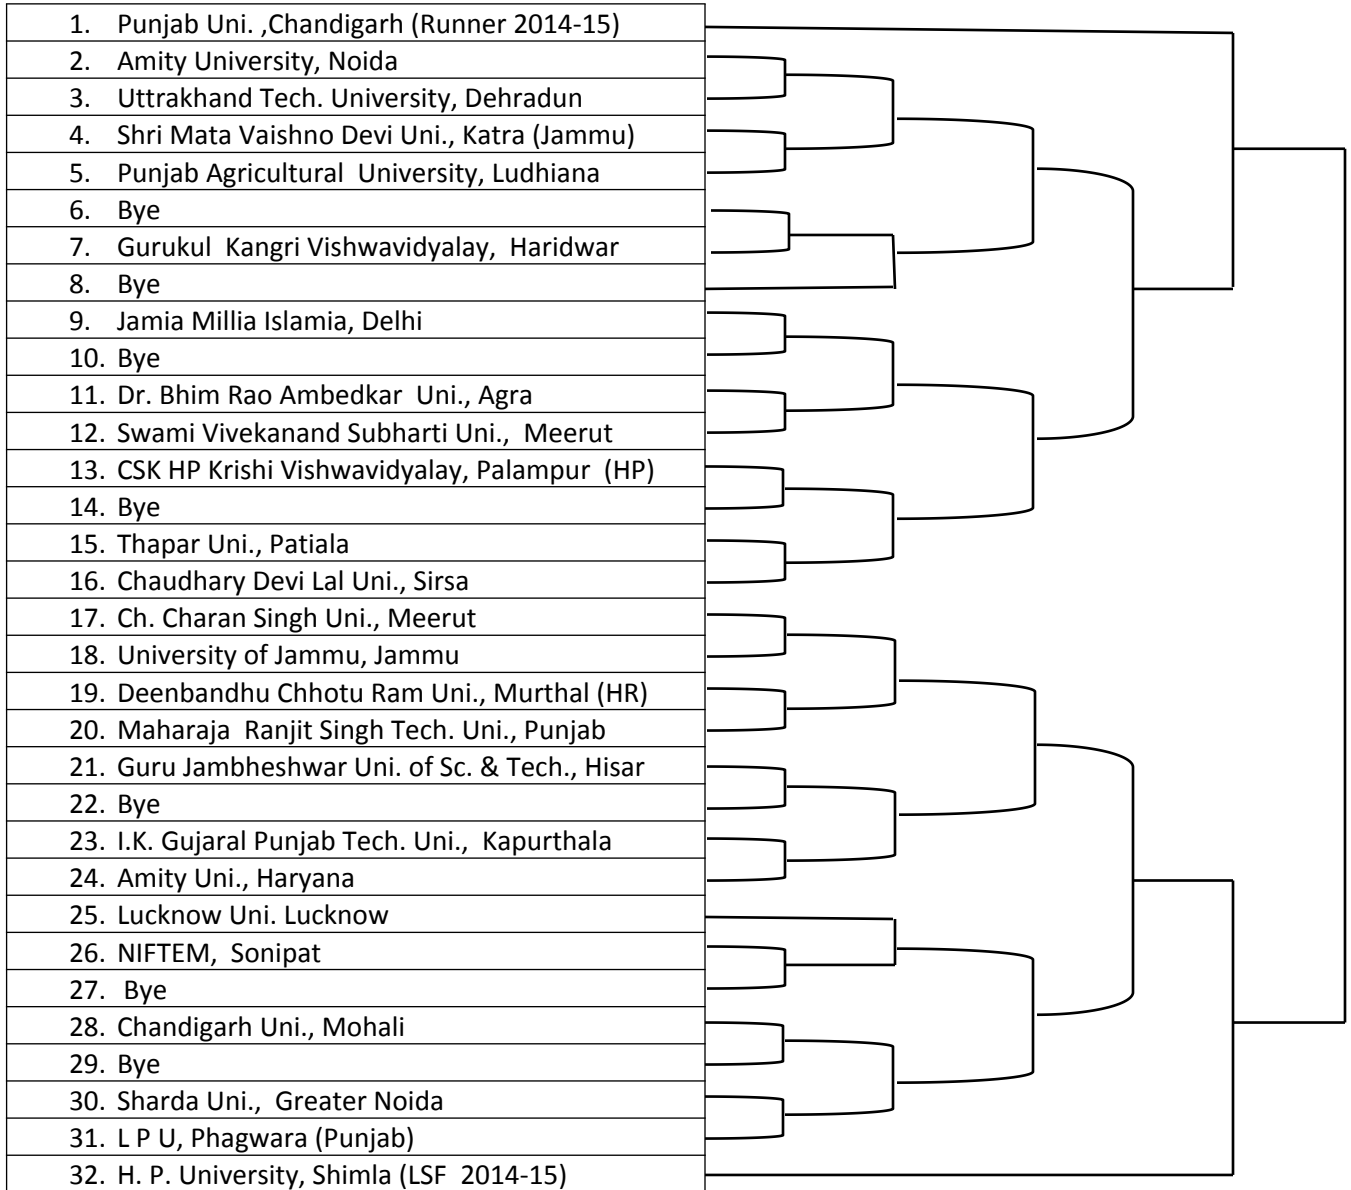 1. Punjab Uni. ,Chandigarh (Runner 2014-15)
2. Amity University, Noida
3. Uttrakhand Tech. University, Dehradun
4. Shri Mata Vaishno Devi Uni., Katra (Jammu)
5. Punjab Agricultural University, Ludhiana
6. Bye
7. Gurukul Kangri Vishwavidyalay, Haridwar
8. Bye
9. Jamia Millia Islamia, Delhi
10. Bye
11. Dr. Bhim Rao Ambedkar Uni., Agra
12. Swami Vivekanand Subharti Uni., Meerut
13. CSK HP Krishi Vishwavidyalay, Palampur (HP)
14. Bye
15. Thapar Uni., Patiala
16. Chaudhary Devi Lal Uni., Sirsa
17. Ch. Charan Singh Uni., Meerut
18. University of Jammu, Jammu
19. Deenbandhu Chhotu Ram Uni., Murthal (HR)
20. Maharaja Ranjit Singh Tech. Uni., Punjab
21. Guru Jambheshwar Uni. of Sc. & Tech., Hisar
22. Bye
23. I.K. Gujaral Punjab Tech. Uni., Kapurthala
24. Amity Uni., Haryana
25. Lucknow Uni. Lucknow
26. NIFTEM, Sonipat
27. Bye
28. Chandigarh Uni., Mohali
29. Bye
30. Sharda Uni., Greater Noida
31. L P U, Phagwara (Punjab)
32. H. P. University, Shimla (LSF 2014-15)